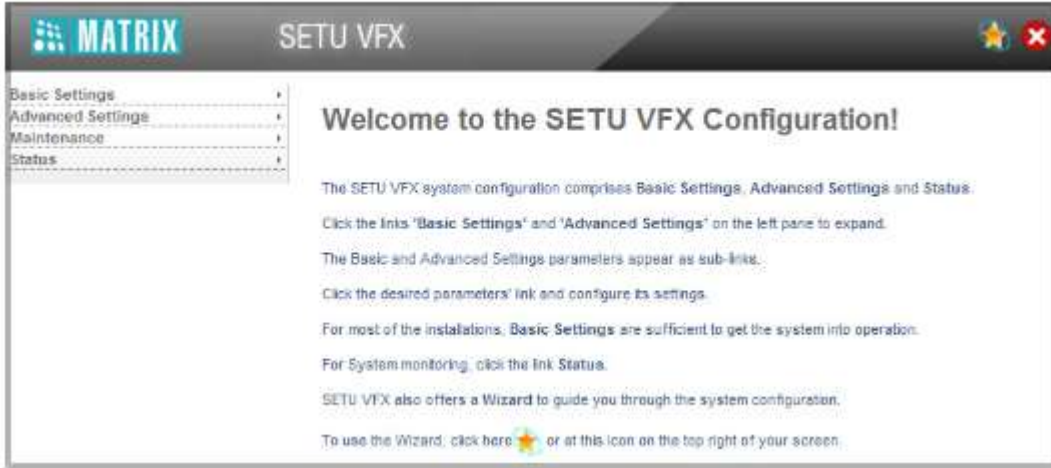 MATRIX SETU VFX
Basic Settings
Advanced Settings
Maintenance
Status
Welcome to the SETU VFX Configuration!
The SETU VFX system configuration comprises Basic Settings, Advanced Settings and Status.
Click the links "Basic Settings" and "Advanced Settings" on the left pane to expand.
The Basic and Advanced Settings parameters appear as sub-links.
Click the desired parameters' link and configure its settings.
For most of the installations, Basic Settings are sufficient to get the system into operation.
For System monitoring, click the link Status.
SETU VFX also offers a Wizard to guide you through the system configuration.
To use the Wizard, click here or at this icon on the top right of your screen.